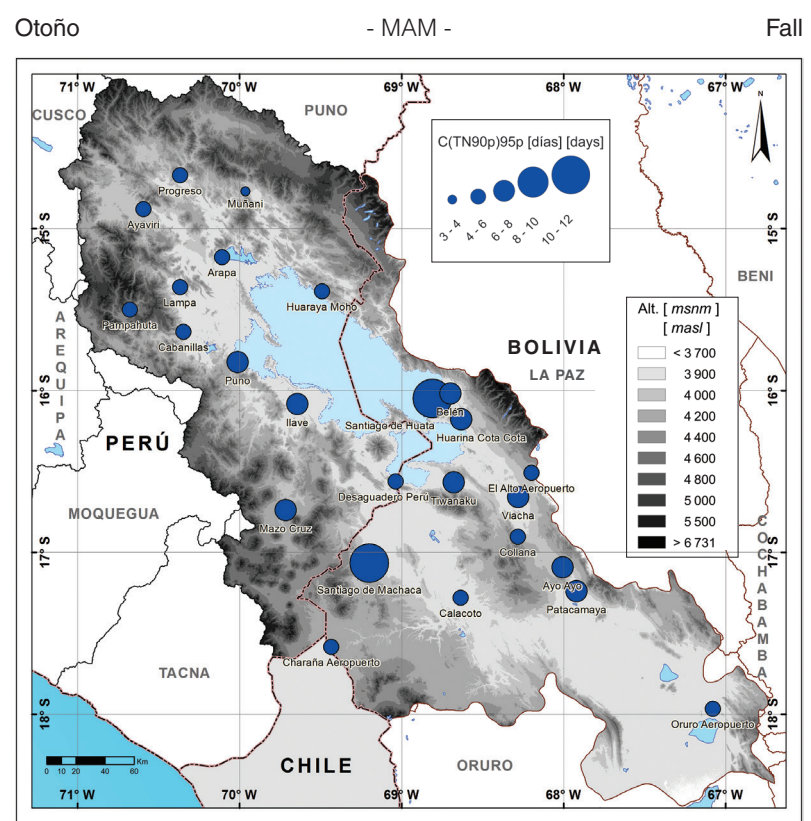 Otoño - MAM - Fall
71° W 70° W 69° W 68° W 67° W
CUSCO
PUNO
N
C(TN90p)95p [días] [days]
3 - 4 4 - 6 6 - 8 8 - 10 10 - 12
Progreso
Muñani
Ayaviri
15° S 15° S
Arapa
BENI
Lampa
Huaraya Moho
Pampahuta
Cabanillas
AREQUIPA
Alt. [ msnm ]
[ masl ]
< 3 700
3 900
4 000
4 200
4 400
4 600
4 800
5 000
5 500
> 6 731
BOLIVIA
LA PAZ
Puno
16° S 16° S
Ilave
Belén
Santiago de Huata
Huarina Cota Cota
PERÚ
Desaguadero Perú
Tiwanaku
El Alto Aeropuerto
Viacha
MOQUEGUA
Mazo Cruz
COCHABAMBA
17° S 17° S
Collana
Santiago de Machaca
Ayo Ayo
Calacoto
Patacamaya
Charaña Aeropuerto
TACNA
18° S 18° S
Oruro Aeropuerto
Km
0 10 20 40 60
CHILE
ORURO
71° W 70° W 69° W 68° W 67° W